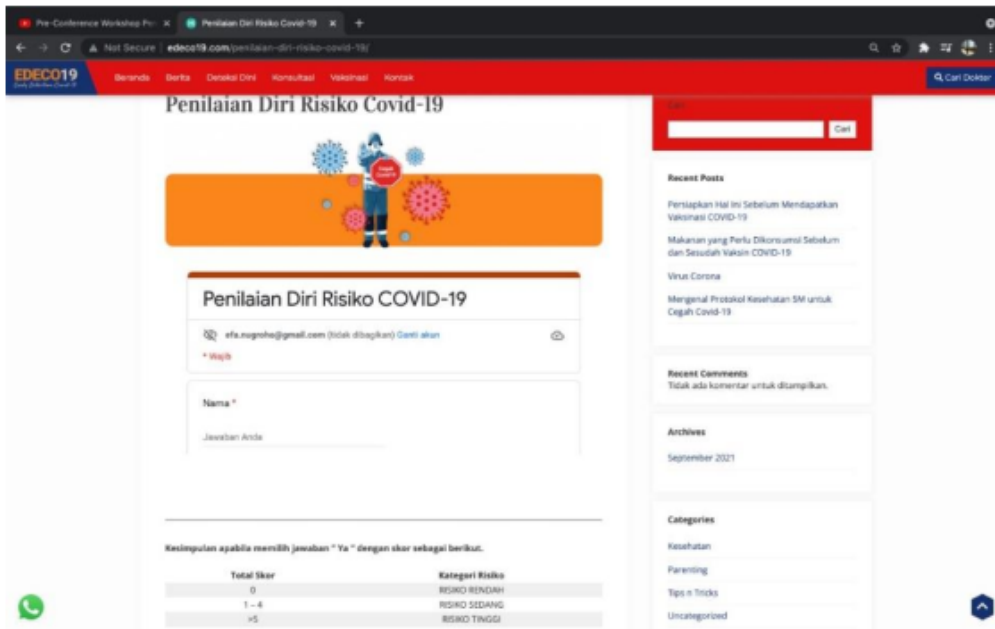 Pre-Conference Workshop Per
Penilaian Diri Risiko Covid-19
Not Secure | edeco19.com/penilaian-diri-risiko-covid-19/
EDECO19
Beranda Berita Deteksi Dini Konsultasi Vaksinasi Kontak
Cari Dokter
Penilaian Diri Risiko Covid-19
Cegah Covid19
Penilaian Diri Risiko COVID-19
efa.nugroho@gmail.com (tidak dibagikan) Ganti akun
* Wajib
Nama *
Jawaban Anda
Kesimpulan apabila memilih jawaban " Ya " dengan skor sebagai berikut.
Total Skor Kategori Risiko
0 RISIKO RENDAH
1 – 4 RISIKO SEDANG
>5 RISIKO TINGGI
Cari
Cari
Recent Posts
Persiapkan Hal Ini Sebelum Mendapatkan
Vaksinasi COVID-19
Makanan yang Perlu Dikonsumsi Sebelum
dan Sesudah Vaksin COVID-19
Virus Corona
Mengenal Protokol Kesehatan 5M untuk
Cegah Covid-19
Recent Comments
Tidak ada komentar untuk ditampilkan.
Archives
September 2021
Categories
Kesehatan
Parenting
Tips n Tricks
Uncategorized